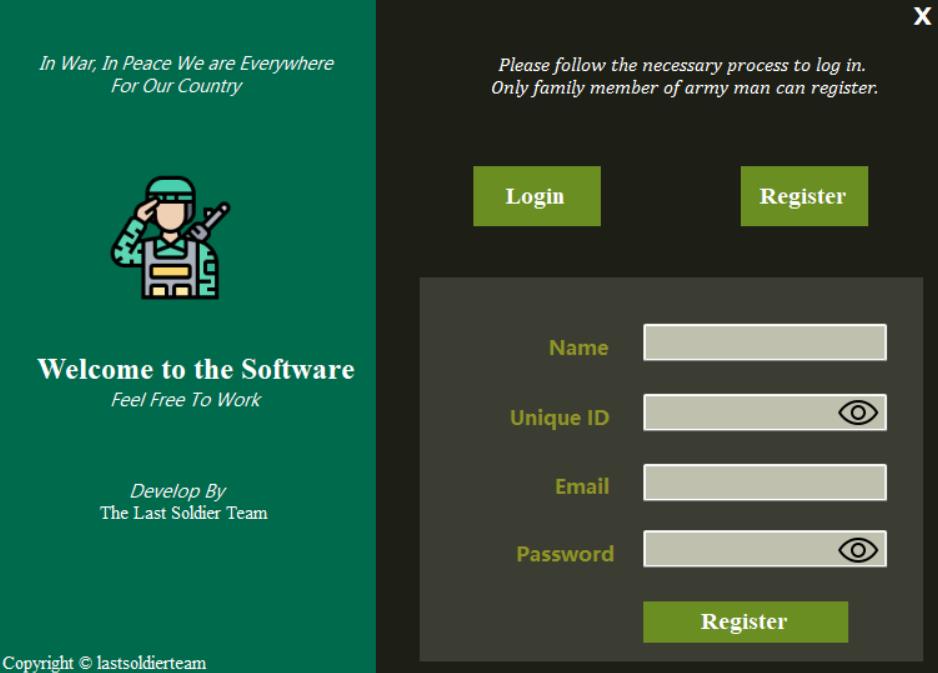 In War, In Peace We are Everywhere
For Our Country
Welcome to the Software
Feel Free To Work
Develop By
The Last Soldier Team
Copyright © lastsoldierteam
X
Please follow the necessary process to log in.
Only family member of army man can register.
Login
Register
Name
Unique ID
Email
Password
Register